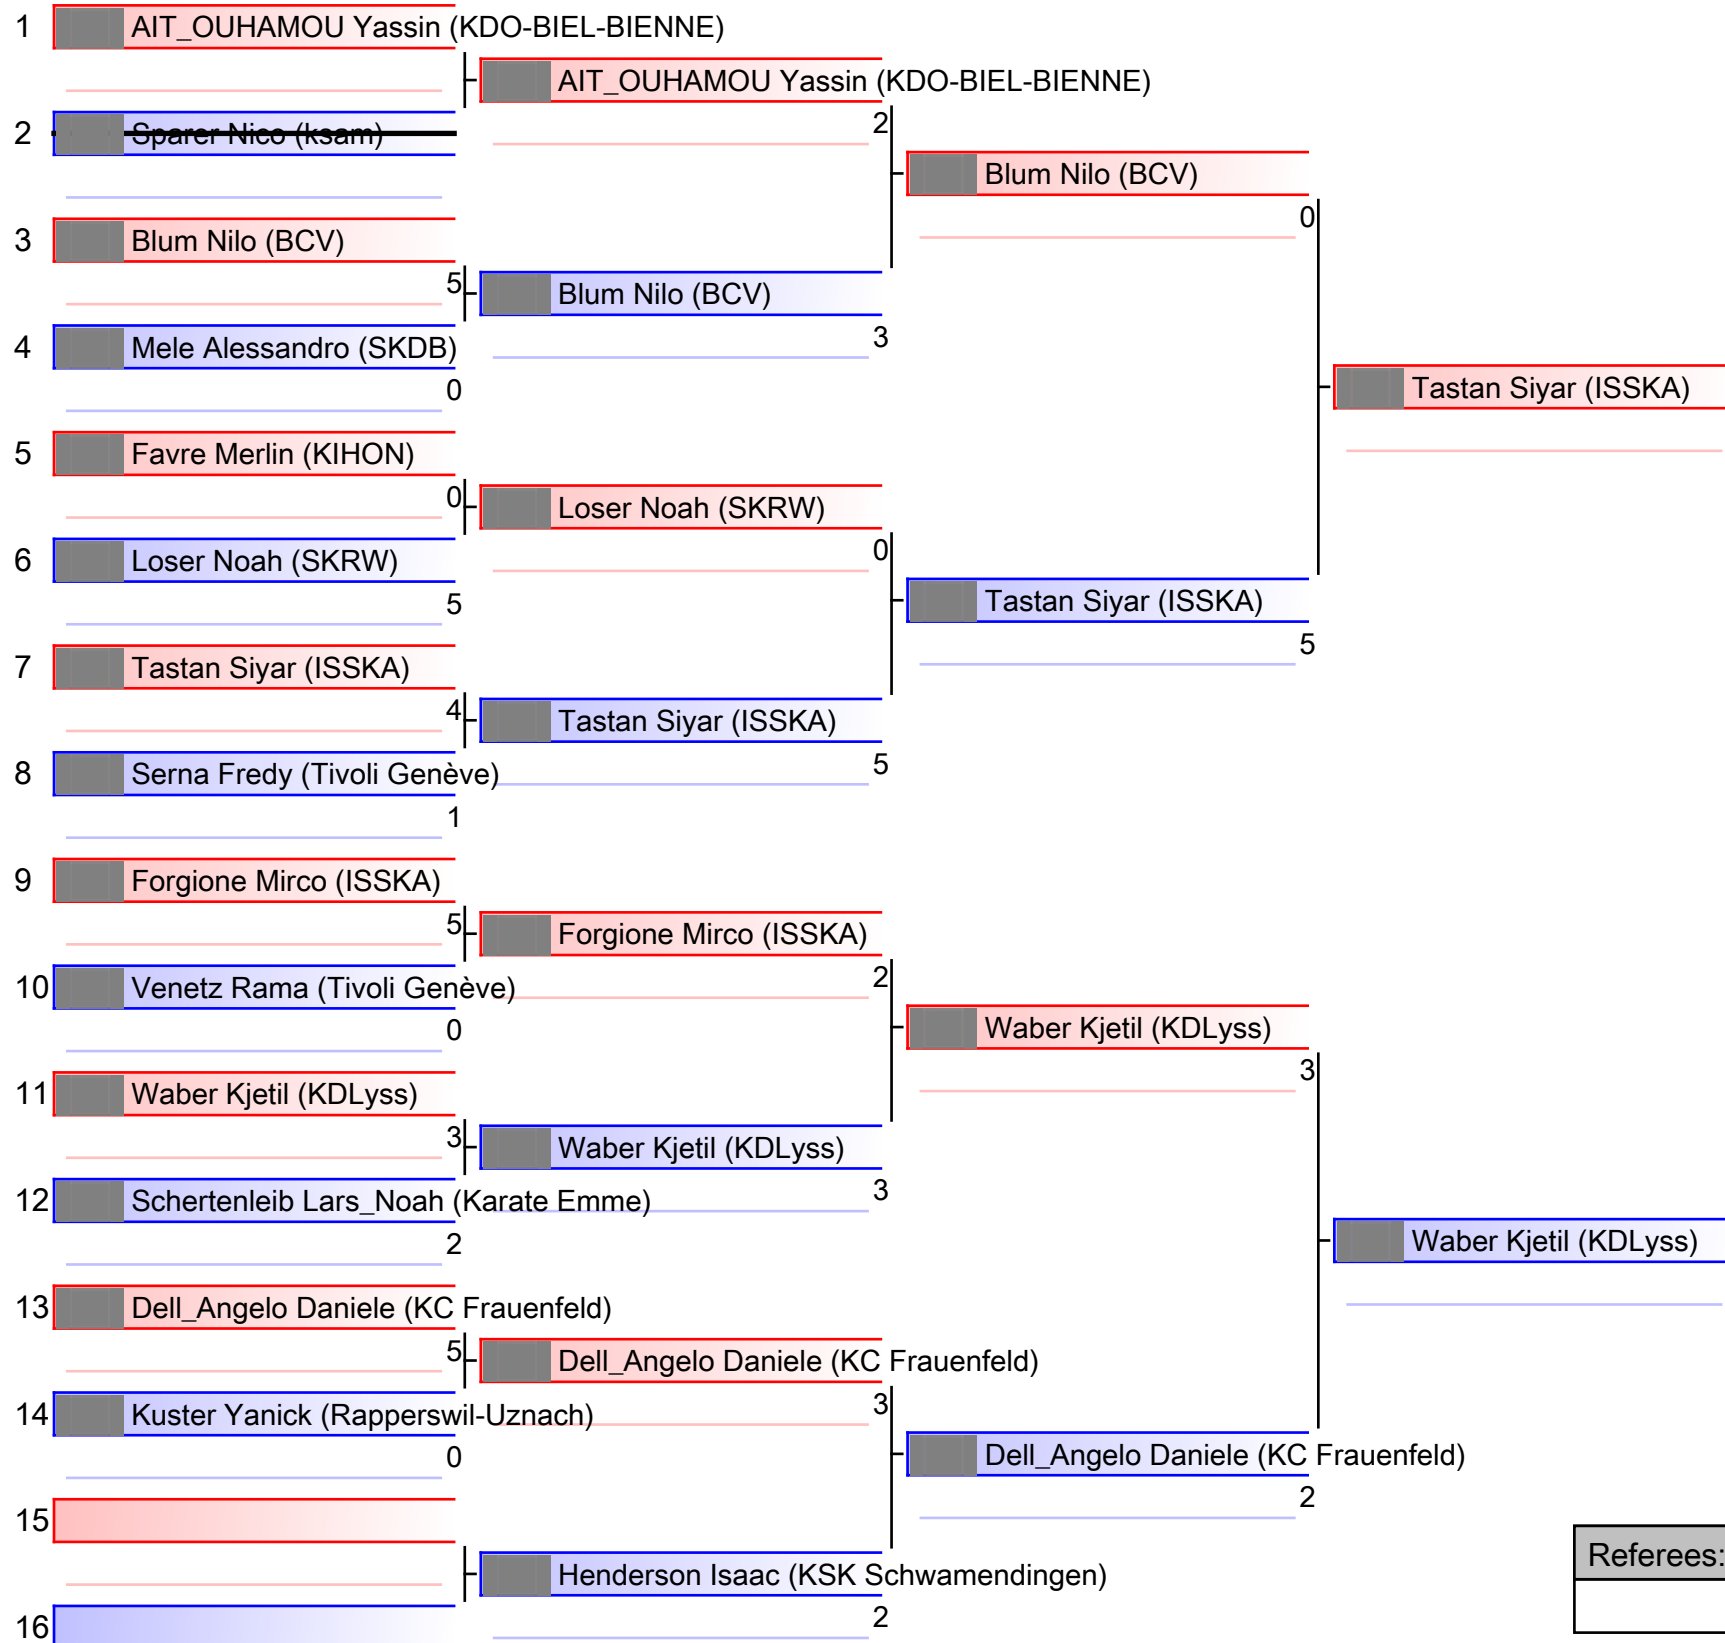 1 AIT_OUHAMOU Yassin (KDO-BIEL-BIENNE)
AIT_OUHAMOU Yassin (KDO-BIEL-BIENNE)
2
2 Sparer Nico (ksam)
Blum Nilo (BCV)
0
3 Blum Nilo (BCV)
5
Blum Nilo (BCV)
3
4 Mele Alessandro (SKDB)
0
Tastan Siyar (ISSKA)
5 Favre Merlin (KIHON)
0
Loser Noah (SKRW)
0
6 Loser Noah (SKRW)
5
Tastan Siyar (ISSKA)
5
7 Tastan Siyar (ISSKA)
4
Tastan Siyar (ISSKA)
5
8 Serna Fredy (Tivoli Genève)
1
9 Forgione Mirco (ISSKA)
5
Forgione Mirco (ISSKA)
2
10 Venetz Rama (Tivoli Genève)
0
Waber Kjetil (KDLyss)
3
11 Waber Kjetil (KDLyss)
3
Waber Kjetil (KDLyss)
3
12 Schertenleib Lars_Noah (Karate Emme)
2
Waber Kjetil (KDLyss)
13 Dell_Angelo Daniele (KC Frauenfeld)
5
Dell_Angelo Daniele (KC Frauenfeld)
3
14 Kuster Yanick (Rapperswil-Uznach)
0
Dell_Angelo Daniele (KC Frauenfeld)
2
15
Henderson Isaac (KSK Schwamendingen)
2
16
Referees: